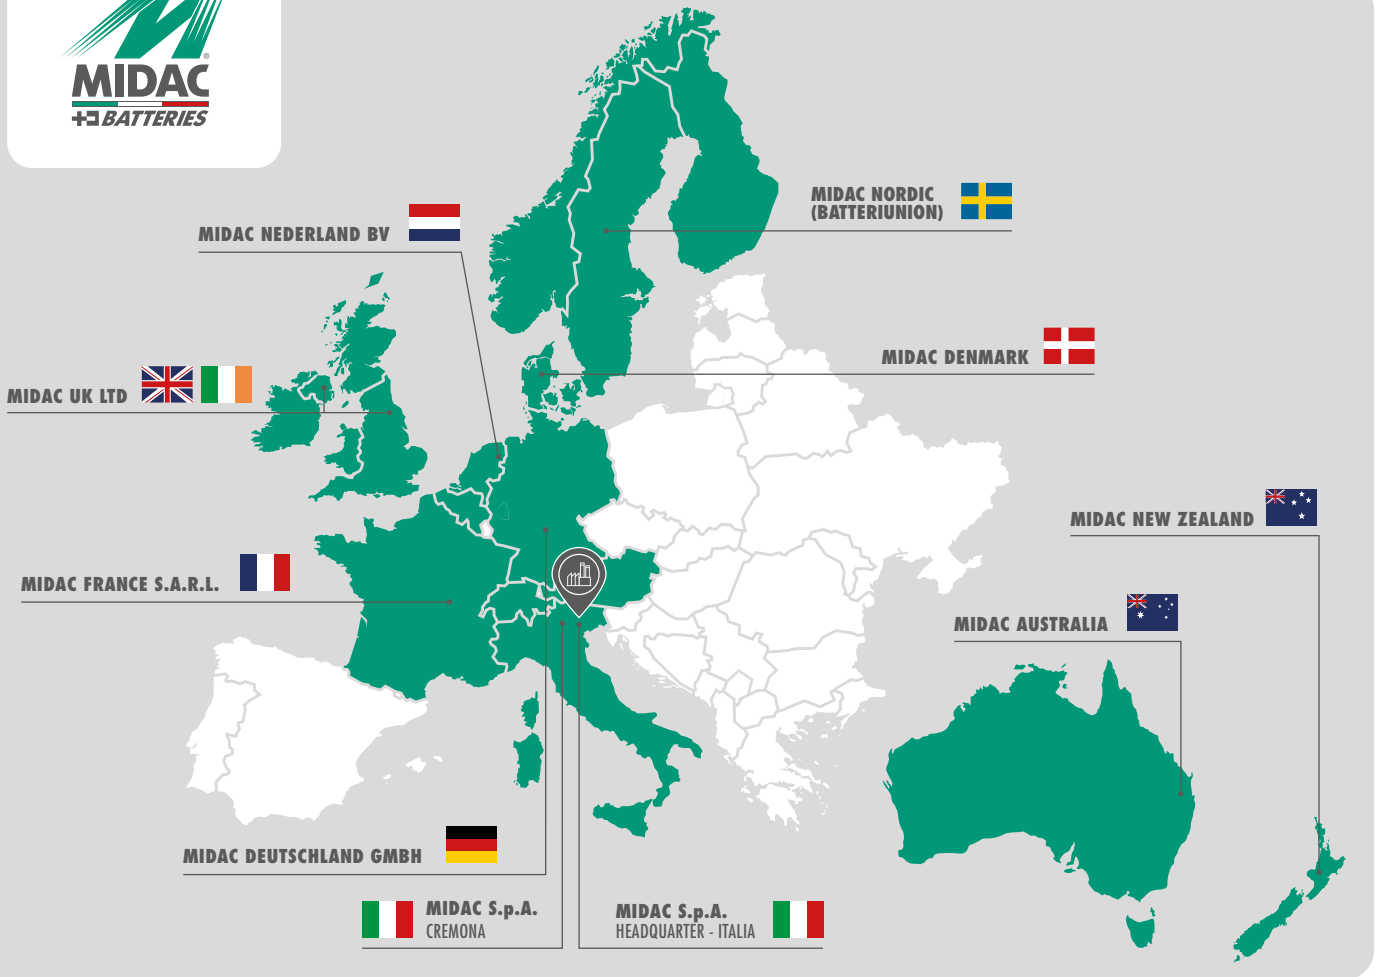 MIDAC
BATTERIES
MIDAC NORDIC
(BATTERIUNION)
MIDAC NEDERLAND BV
MIDAC DENMARK
MIDAC UK LTD
MIDAC NEW ZEALAND
MIDAC FRANCE S.A.R.L.
MIDAC AUSTRALIA
MIDAC DEUTSCHLAND GMBH
MIDAC S.p.A.
CREMONA
MIDAC S.p.A.
HEADQUARTER - ITALIA